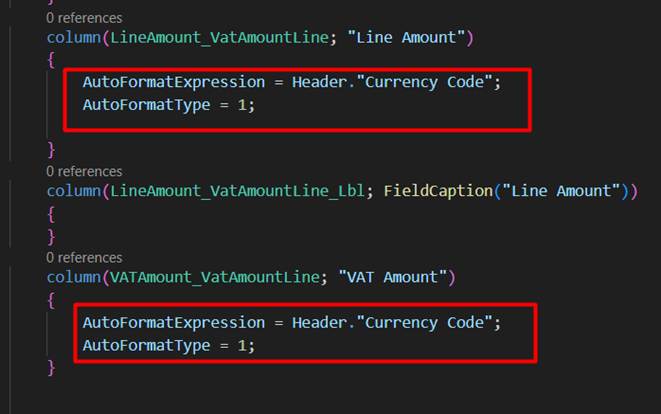 0 references
column(LineAmount_VatAmountLine; "Line Amount")
{
AutoFormatExpression = Header."Currency Code";
AutoFormatType = 1;
}
0 references
column(LineAmount_VatAmountLine_Lbl; FieldCaption("Line Amount"))
{
}
0 references
column(VATAmount_VatAmountLine; "VAT Amount")
{
AutoFormatExpression = Header."Currency Code";
AutoFormatType = 1;
}